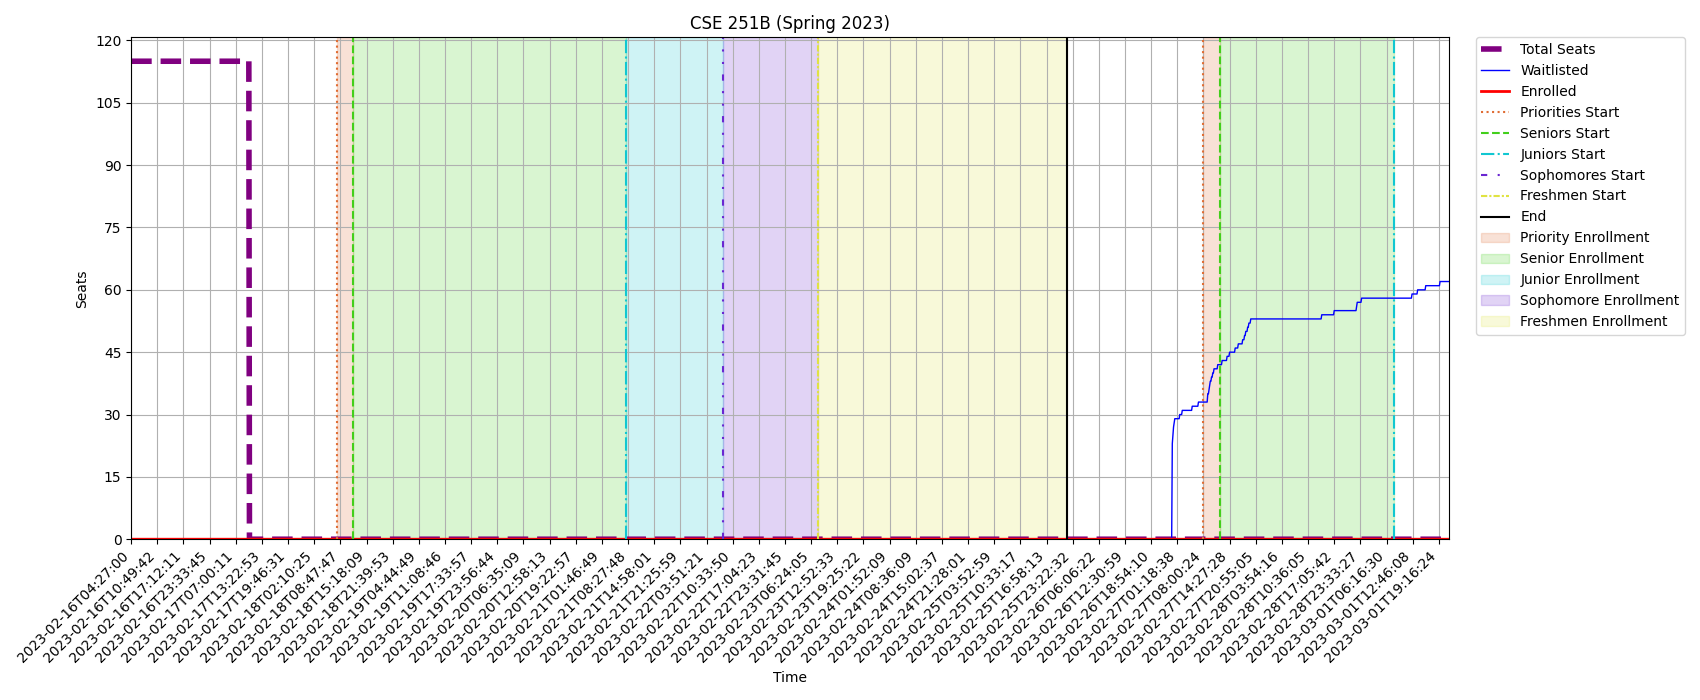 CSE 251B (Spring 2023)
Seats
120
105
90
75
60
45
30
15
0
2023-02-16T04:27:00
2023-02-16T10:49:42
2023-02-16T17:12:11
2023-02-16T23:33:45
2023-02-17T07:00:11
2023-02-17T13:22:53
2023-02-17T19:46:31
2023-02-18T02:10:25
2023-02-18T08:47:47
2023-02-18T15:18:09
2023-02-18T21:39:53
2023-02-19T04:44:49
2023-02-19T11:08:46
2023-02-19T17:33:57
2023-02-19T23:56:44
2023-02-20T06:35:09
2023-02-20T12:58:13
2023-02-20T19:22:57
2023-02-21T01:46:49
2023-02-21T08:27:48
2023-02-21T14:58:01
2023-02-21T21:25:59
2023-02-22T03:51:21
2023-02-22T10:33:50
2023-02-22T17:04:23
2023-02-22T23:31:45
2023-02-23T06:24:05
2023-02-23T12:52:33
2023-02-23T19:25:22
2023-02-24T01:52:09
2023-02-24T08:36:09
2023-02-24T15:02:37
2023-02-24T21:28:01
2023-02-25T03:52:59
2023-02-25T10:33:17
2023-02-25T16:58:13
2023-02-25T23:22:32
2023-02-26T06:06:22
2023-02-26T12:30:59
2023-02-26T18:54:10
2023-02-27T01:18:38
2023-02-27T08:00:24
2023-02-27T14:27:28
2023-02-27T20:55:05
2023-02-28T03:54:16
2023-02-28T10:36:05
2023-02-28T17:05:42
2023-02-28T23:33:27
2023-03-01T06:16:30
2023-03-01T12:46:08
2023-03-01T19:16:24
Time
Total Seats
Waitlisted
Enrolled
Priorities Start
Seniors Start
Juniors Start
Sophomores Start
Freshmen Start
End
Priority Enrollment
Senior Enrollment
Junior Enrollment
Sophomore Enrollment
Freshmen Enrollment